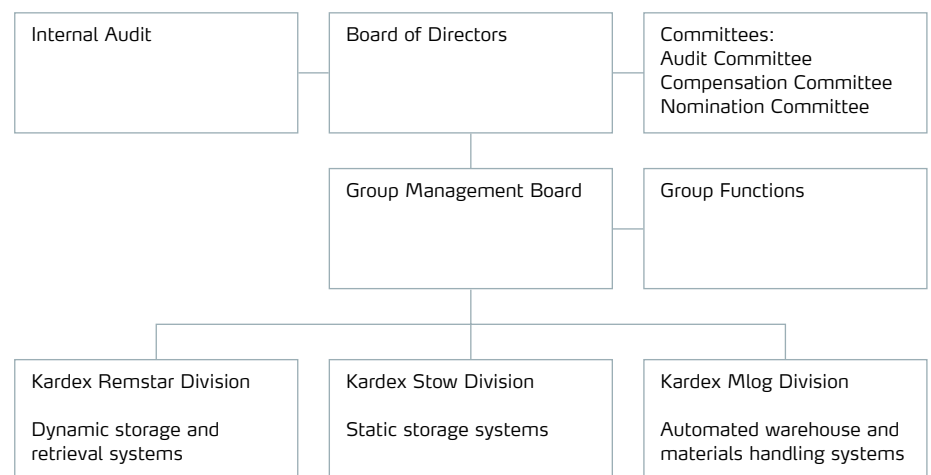 Internal Audit
Board of Directors
Committees:
Audit Committee
Compensation Committee
Nomination Committee
Group Management Board
Group Functions
Kardex Remstar Division
Dynamic storage and
retrieval systems
Kardex Stow Division
Static storage systems
Kardex Mlog Division
Automated warehouse and
materials handling systems